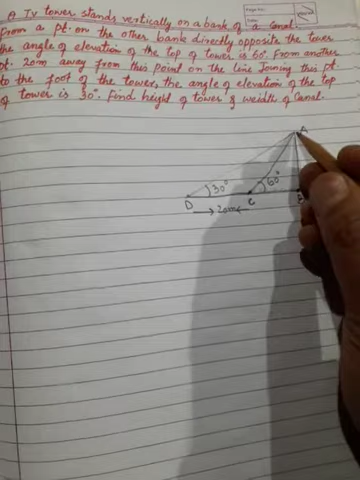 A TV tower stands vertically on a bank of a Canal.
From a pt. on the other bank directly opposite the tower
the angle of elevation of the top of tower is 60°. From another
pt. 20m away from this point on the line Joining this pt.
to the foot of the tower, the angle of elevation of the top
of tower is 30°. Find height of tower & weidth of Canal.
A
30° 60°
D C B
20m